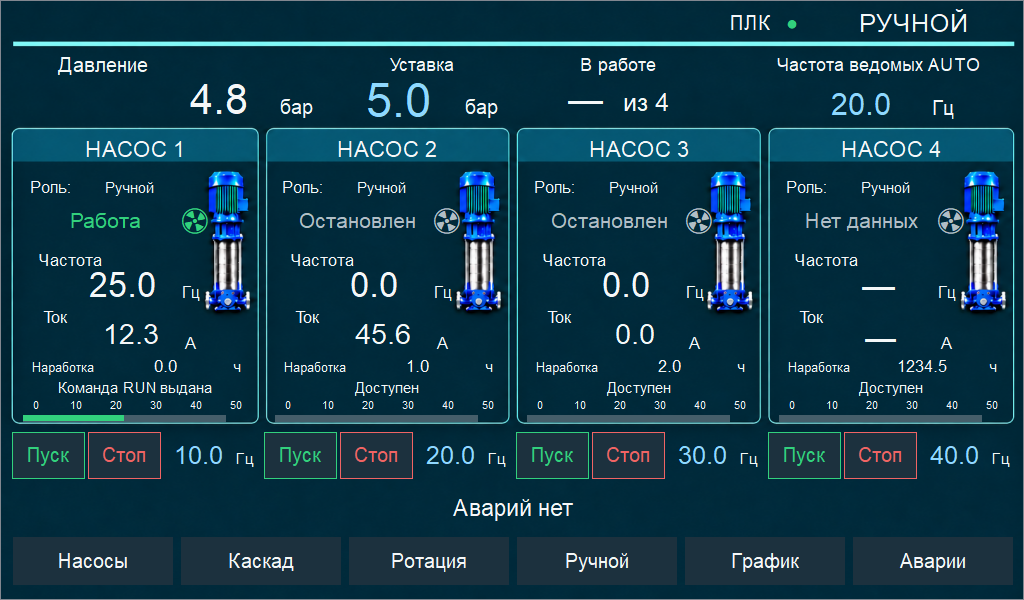 ПЛК РУЧНОЙ
Давление Уставка В работе Частота ведомых AUTO
4.8 бар 5.0 бар — из 4 20.0 Гц
НАСОС 1 НАСОС 2 НАСОС 3 НАСОС 4
Роль: Ручной Роль: Ручной Роль: Ручной Роль: Ручной
Работа Остановлен Остановлен Нет данных
Частота Частота Частота Частота
25.0 Гц 0.0 Гц 0.0 Гц — Гц
Ток Ток Ток Ток
12.3 А 45.6 А 0.0 А — А
Наработка 0.0 ч Наработка 1.0 ч Наработка 2.0 ч Наработка 1234.5 ч
Команда RUN выдана Доступен Доступен Доступен
0 10 20 30 40 50 0 10 20 30 40 50 0 10 20 30 40 50 0 10 20 30 40 50
Пуск Стоп 10.0 Гц Пуск Стоп 20.0 Гц Пуск Стоп 30.0 Гц Пуск Стоп 40.0 Гц
Аварий нет
Насосы Каскад Ротация Ручной График Аварии